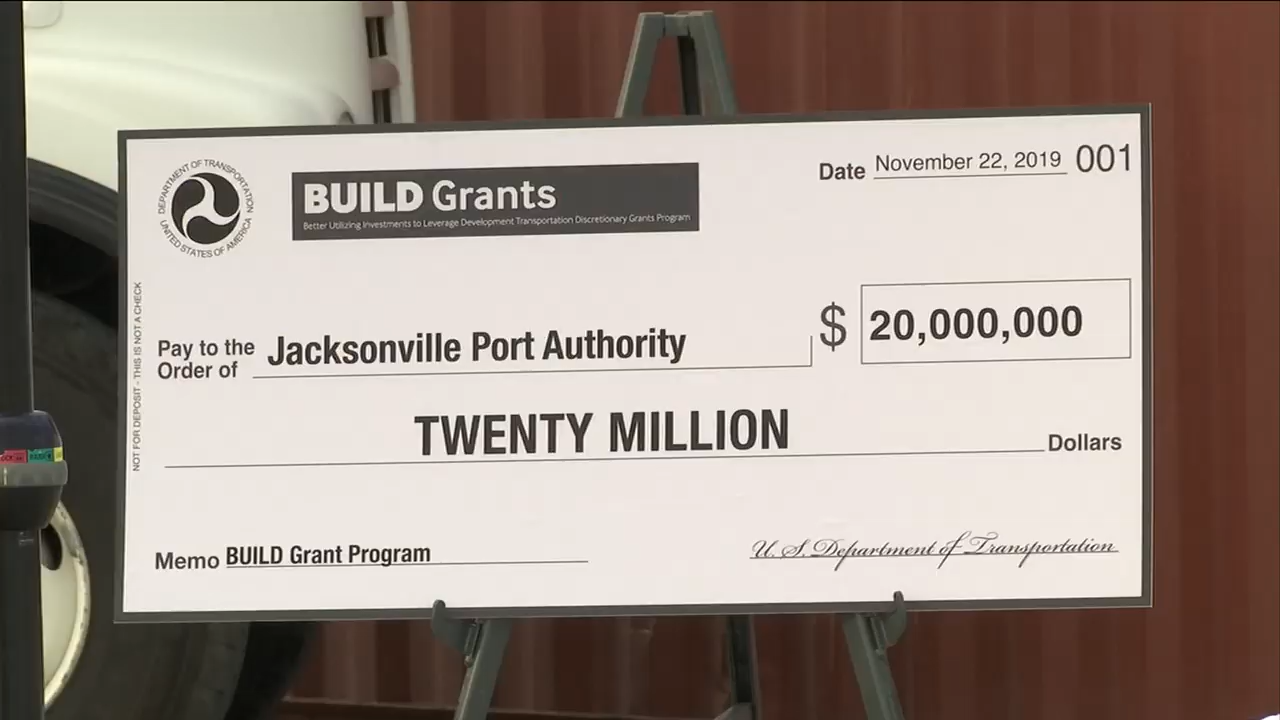 DEPARTMENT OF TRANSPORTATION
UNITED STATES OF AMERICA
BUILD Grants
Better Utilizing Investments to Leverage Development Transportation Discretionary Grants Program
Date November 22, 2019 001
NOT FOR DEPOSIT - THIS IS NOT A CHECK
Pay to the
Order of Jacksonville Port Authority $ 20,000,000
TWENTY MILLION Dollars
Memo BUILD Grant Program
U. S. Department of Transportation